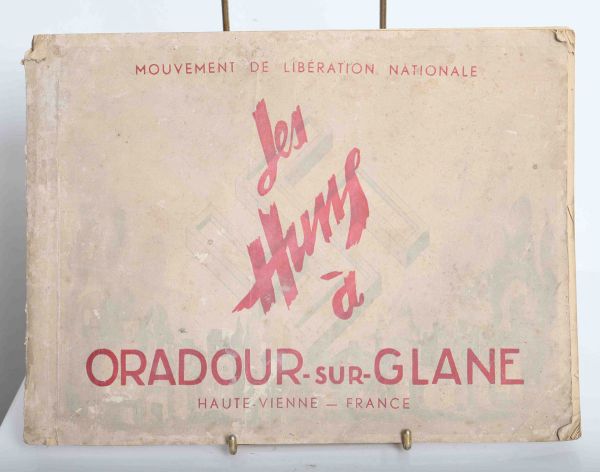 MOUVEMENT DE LIBÉRATION NATIONALE
Les
Huns
à
ORADOUR-SUR-GLANE
HAUTE-VIENNE — FRANCE